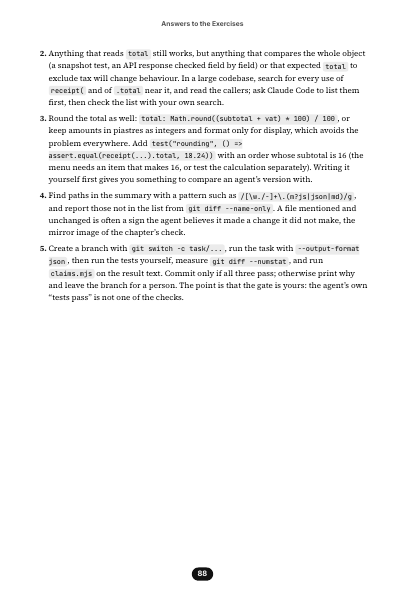 Answers to the Exercises
2. Anything that reads total still works, but anything that compares the whole object
(a snapshot test, an API response checked field by field) or that expected total to
exclude tax will change behaviour. In a large codebase, search for every use of
receipt( and of .total near it, and read the callers; ask Claude to list them
first, then check the list with your own search.
3. Round the total as well: total: Math.round((subtotal + vat) * 100) / 100, or
keep amounts in piastres as integers and format only for display, which avoids the
problem everywhere. Add test("rounding", () =>
assert.equal(receipt(...).total, 18.24)) with an order whose subtotal is 16 (the
menu needs an item that makes 16, or test the calculation separately). Writing it
yourself first gives you something to compare an agent's version with.
4. Find paths in the summary with a pattern such as /[\w./-]+\.(m?js|json|md)/g,
and report those not in the list from git diff --name-only. A file mentioned and
unchanged is often a sign the agent believes it made a change it did not make, the
mirror image of the chapter's check.
5. Create a branch with git switch -c task/..., run the task with --output-format
json, then run the tests yourself, measure git diff --numstat, and run
claims.mjs on the result text. Commit only if all three pass; otherwise print why
and leave the branch for a person. The point is that the gate is yours: the agent's own
“tests pass” is not one of the checks.
88